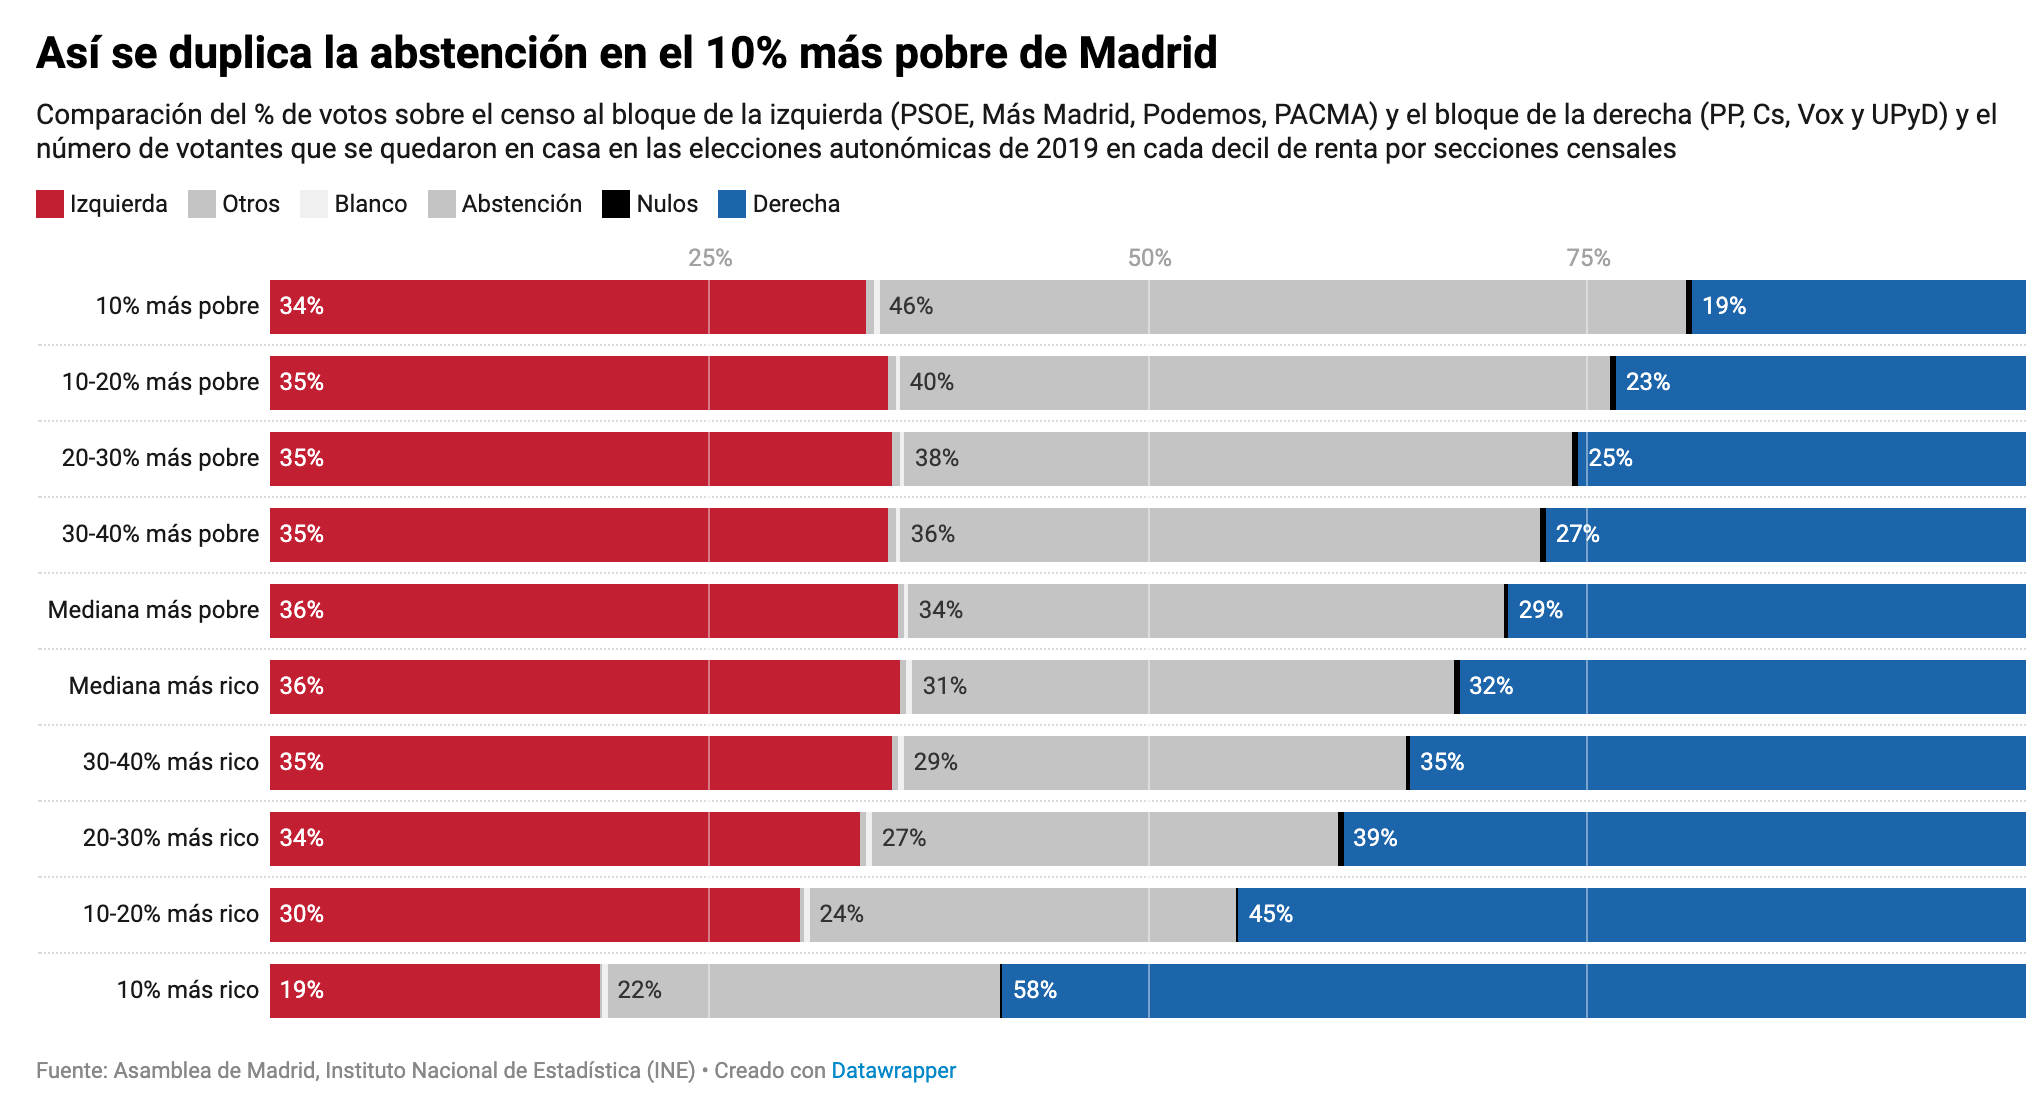 Así se duplica la abstención en el 10% más pobre de Madrid
Comparación del % de votos sobre el censo al bloque de la izquierda (PSOE, Más Madrid, Podemos, PACMA) y el bloque de la derecha (PP, Cs, Vox y UPyD) y el
número de votantes que se quedaron en casa en las elecciones autonómicas de 2019 en cada decil de renta por secciones censales
Izquierda Otros Blanco Abstención Nulos Derecha
25% 50% 75%
10% más pobre 34% 46% 19%
10-20% más pobre 35% 40% 23%
20-30% más pobre 35% 38% 25%
30-40% más pobre 35% 36% 27%
Mediana más pobre 36% 34% 29%
Mediana más rico 36% 31% 32%
30-40% más rico 35% 29% 35%
20-30% más rico 34% 27% 39%
10-20% más rico 30% 24% 45%
10% más rico 19% 22% 58%
Fuente: Asamblea de Madrid, Instituto Nacional de Estadística (INE) • Creado con Datawrapper